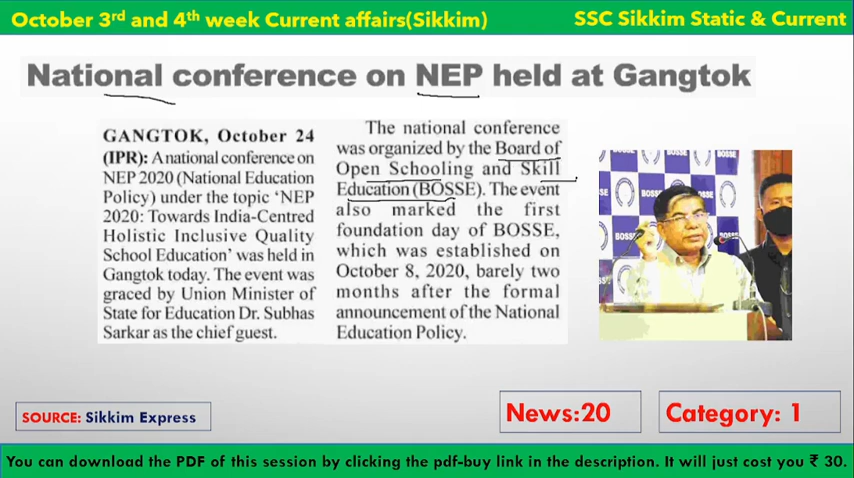 October 3rd and 4th week Current affairs(Sikkim)
SSC Sikkim Static & Current
National conference on NEP held at Gangtok
GANGTOK, October 24
(IPR): A national conference on
NEP 2020 (National Education
Policy) under the topic ‘NEP
2020: Towards India-Centred
Holistic Inclusive Quality
School Education’ was held in
Gangtok today. The event was
graced by Union Minister of
State for Education Dr. Subhas
Sarkar as the chief guest.
The national conference
was organized by the Board of
Open Schooling and Skill
Education (BOSSE). The event
also marked the first
foundation day of BOSSE,
which was established on
October 8, 2020, barely two
months after the formal
announcement of the National
Education Policy.
BOSSE
BOSSE
BOSSE
BOSSE
SOURCE: Sikkim Express
News:20
Category: 1
You can download the PDF of this session by clicking the pdf-buy link in the description. It will just cost you ₹ 30.